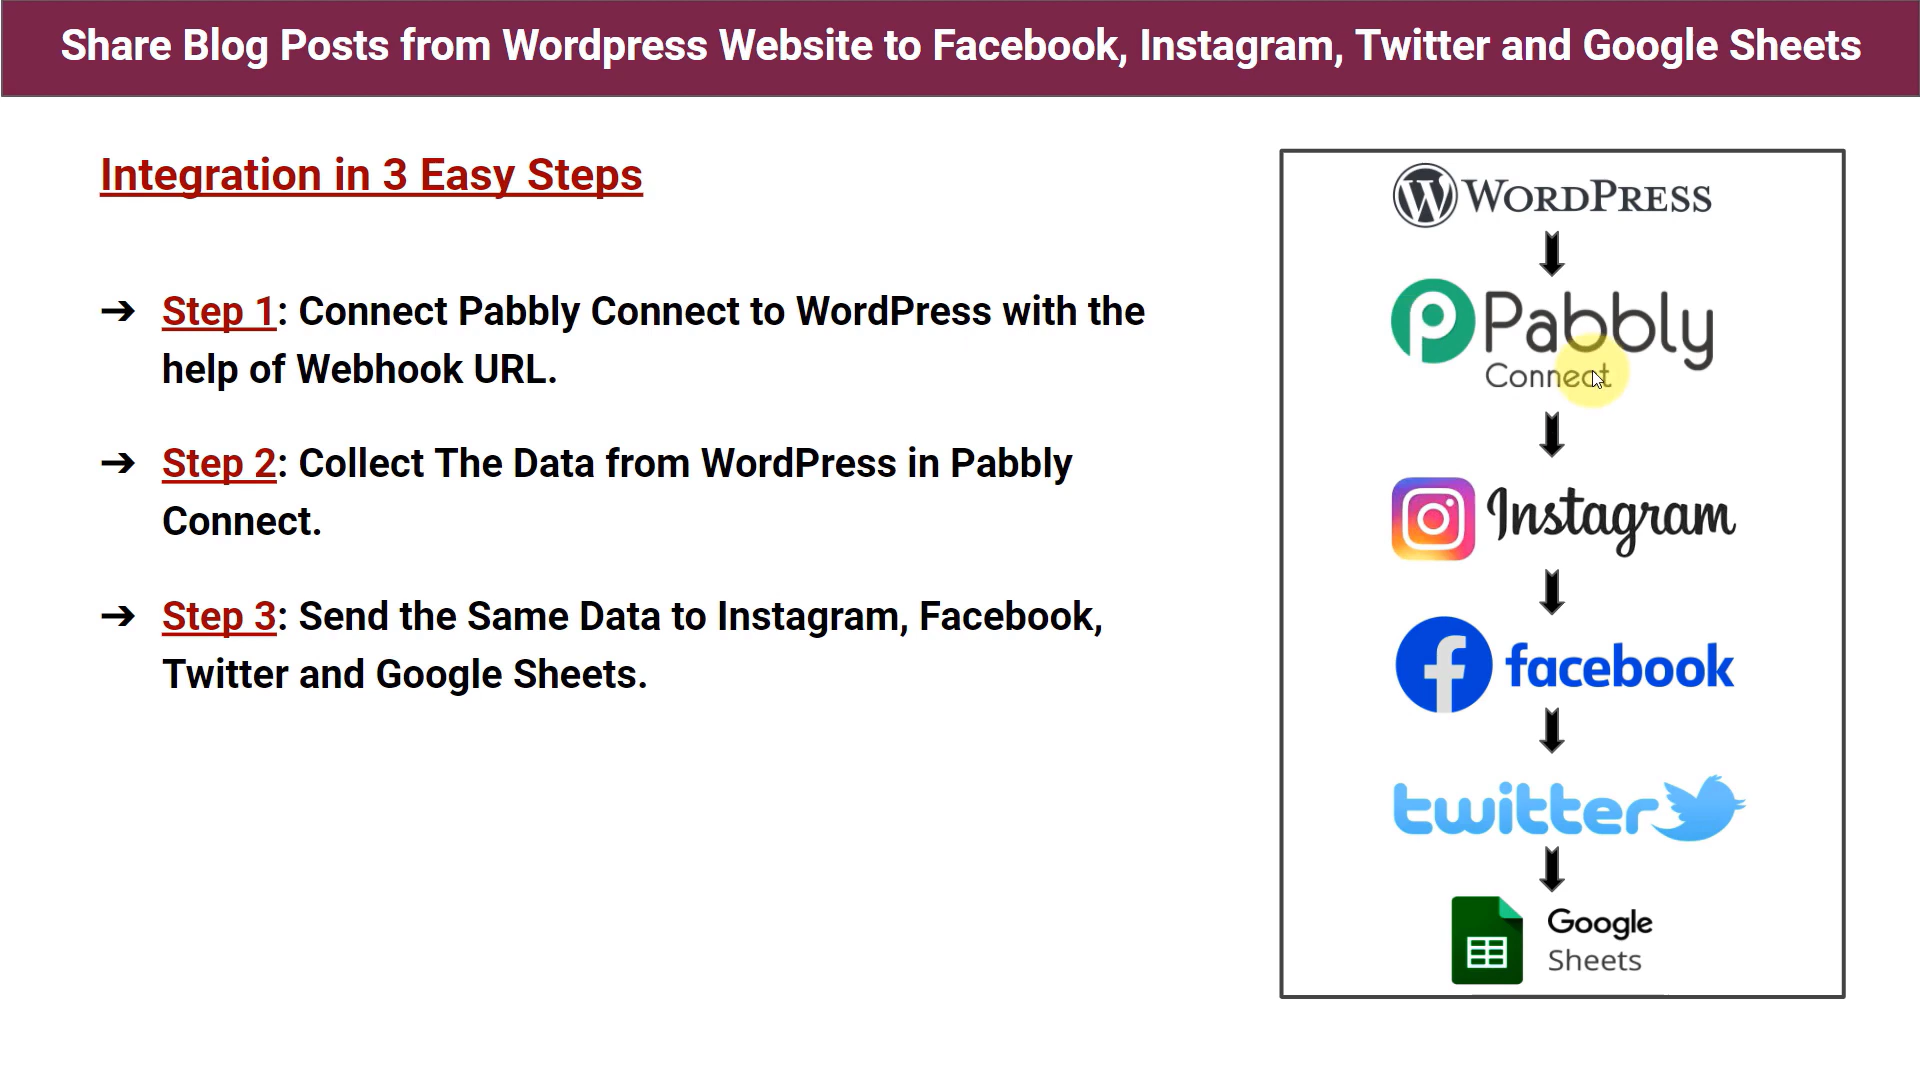 Share Blog Posts from Wordpress Website to Facebook, Instagram, Twitter and Google Sheets
Integration in 3 Easy Steps
➔ Step 1: Connect Pabbly Connect to WordPress with the
help of Webhook URL.
➔ Step 2: Collect The Data from WordPress in Pabbly
Connect.
➔ Step 3: Send the Same Data to Instagram, Facebook,
Twitter and Google Sheets.
WORDPRESS
Pabbly
Connect
Instagram
facebook
twitter
Google
Sheets